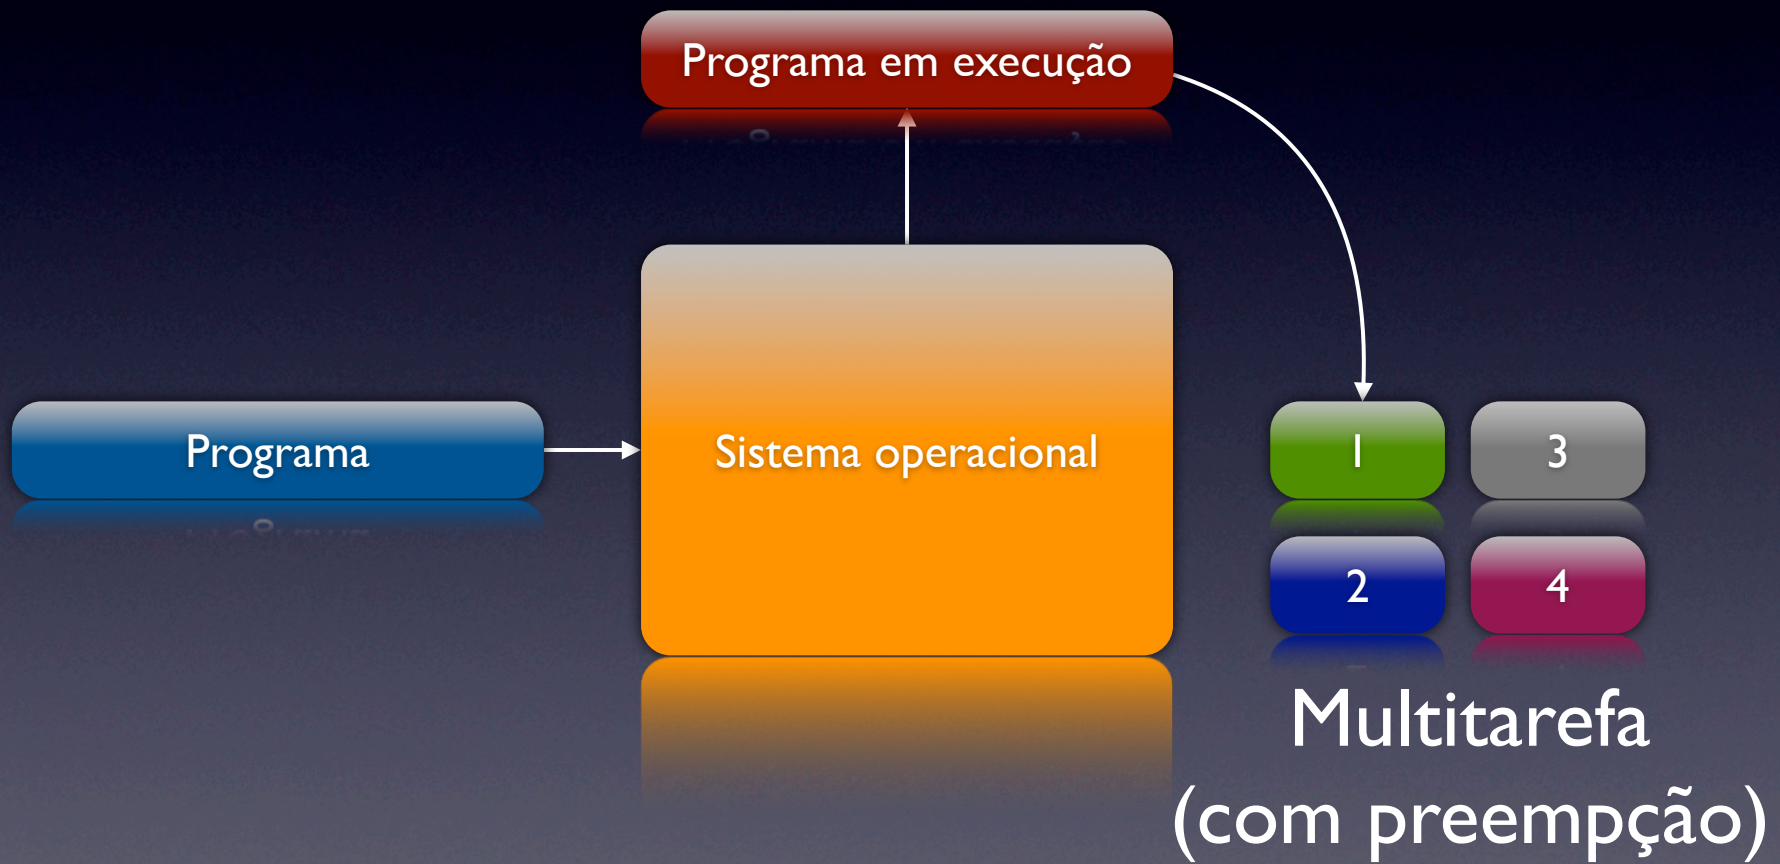 Programa em execução
Programa
Sistema operacional
1
3
2
4
Multitarefa
(com preempção)